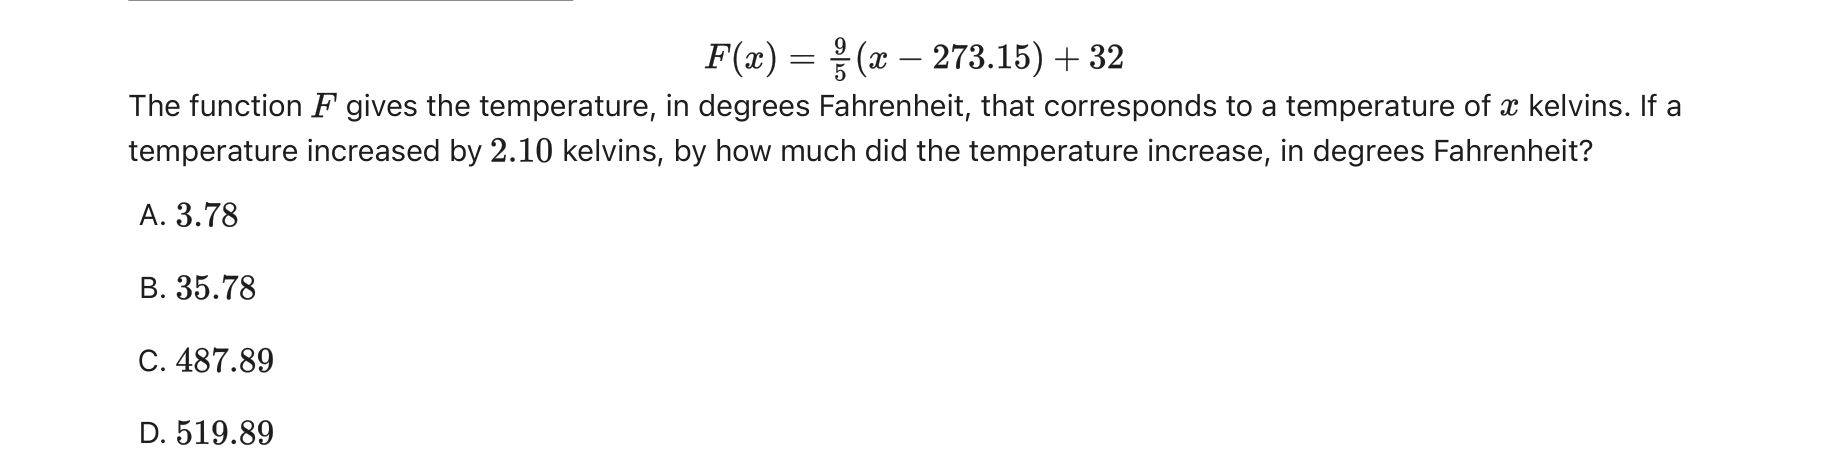 F(x) = 9/5(x − 273.15) + 32
The function F gives the temperature, in degrees Fahrenheit, that corresponds to a temperature of x kelvins. If a
temperature increased by 2.10 kelvins, by how much did the temperature increase, in degrees Fahrenheit?
A. 3.78
B. 35.78
C. 487.89
D. 519.89